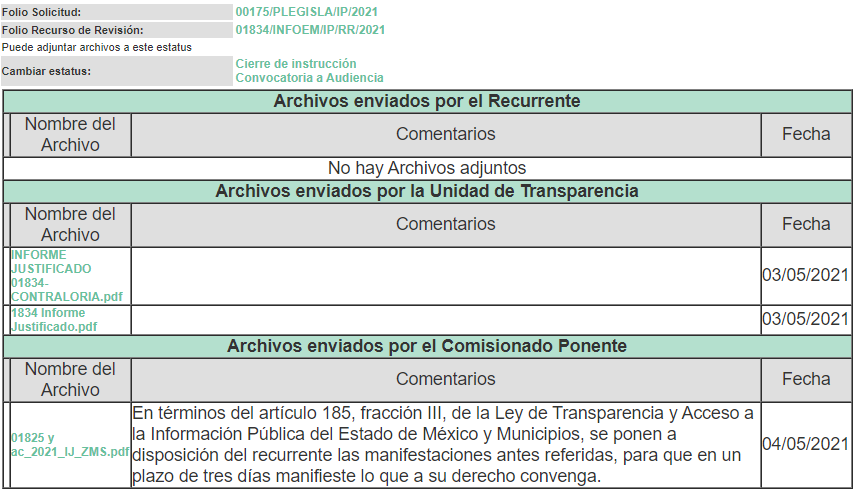 Folio Solicitud: 00175/PLEGISLA/IP/2021
Folio Recurso de Revisión: 01834/INFOEM/IP/RR/2021
Puede adjuntar archivos a este estatus
Cambiar estatus: Cierre de instrucción
Convocatoria a Audiencia
Archivos enviados por el Recurrente
Nombre del
Archivo
Comentarios
Fecha
No hay Archivos adjuntos
Archivos enviados por la Unidad de Transparencia
Nombre del
Archivo
Comentarios
Fecha
INFORME
JUSTIFICADO
01834-
CONTRALORIA.pdf
03/05/2021
1834 Informe
Justificado.pdf
03/05/2021
Archivos enviados por el Comisionado Ponente
Nombre del
Archivo
Comentarios
Fecha
01825 y
ac_2021_IJ_ZMS.pdf
En términos del artículo 185, fracción III, de la Ley de Transparencia y Acceso a
la Información Pública del Estado de México y Municipios, se ponen a
disposición del recurrente las manifestaciones antes referidas, para que en un
plazo de tres días manifieste lo que a su derecho convenga.
04/05/2021